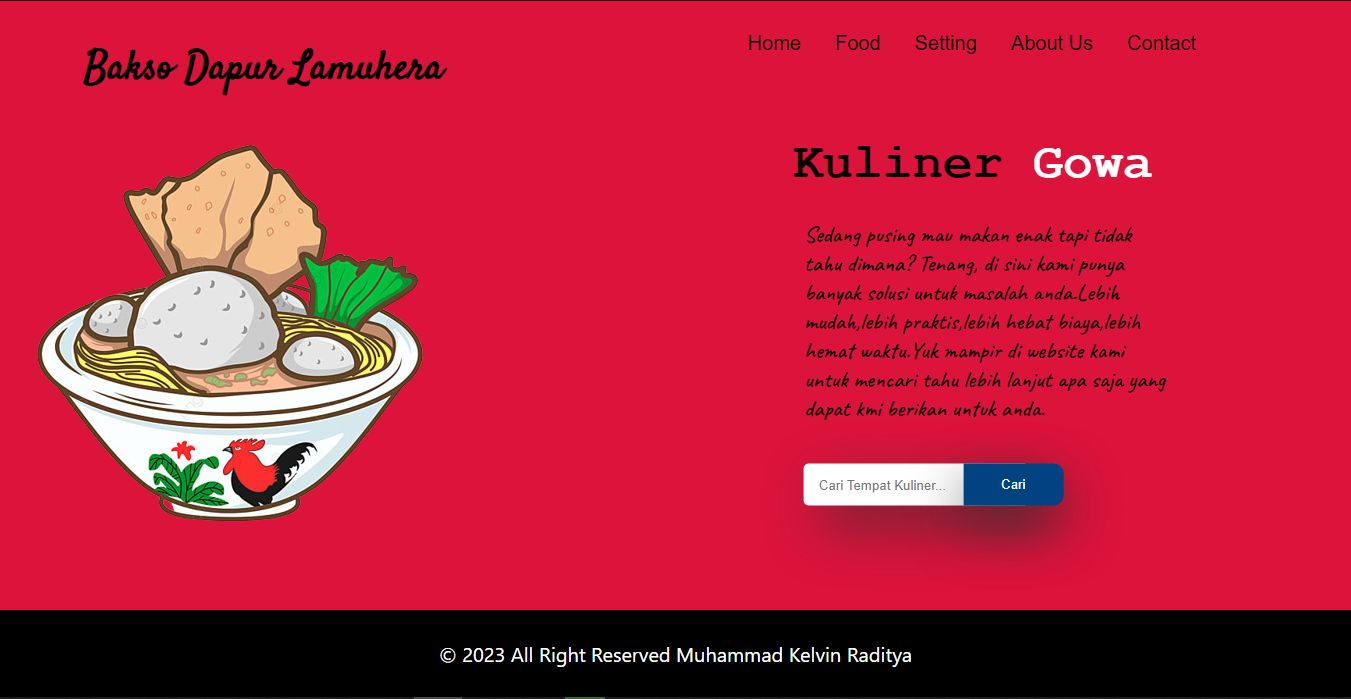 Bakso Dapur Lamuhera
Home Food Setting About Us Contact
Kuliner Gowa
Sedang pusing mau makan enak tapi tidak
tahu dimana? Tenang, di sini kami punya
banyak solusi untuk masalah anda.Lebih
mudah,lebih praktis,lebih hebat biaya,lebih
hemat waktu.Yuk mampir di website kami
untuk mencari tahu lebih lanjut apa saja yang
dapat kmi berikan untuk anda.
Cari Tempat Kuliner... Cari
© 2023 All Right Reserved Muhammad Kelvin Raditya